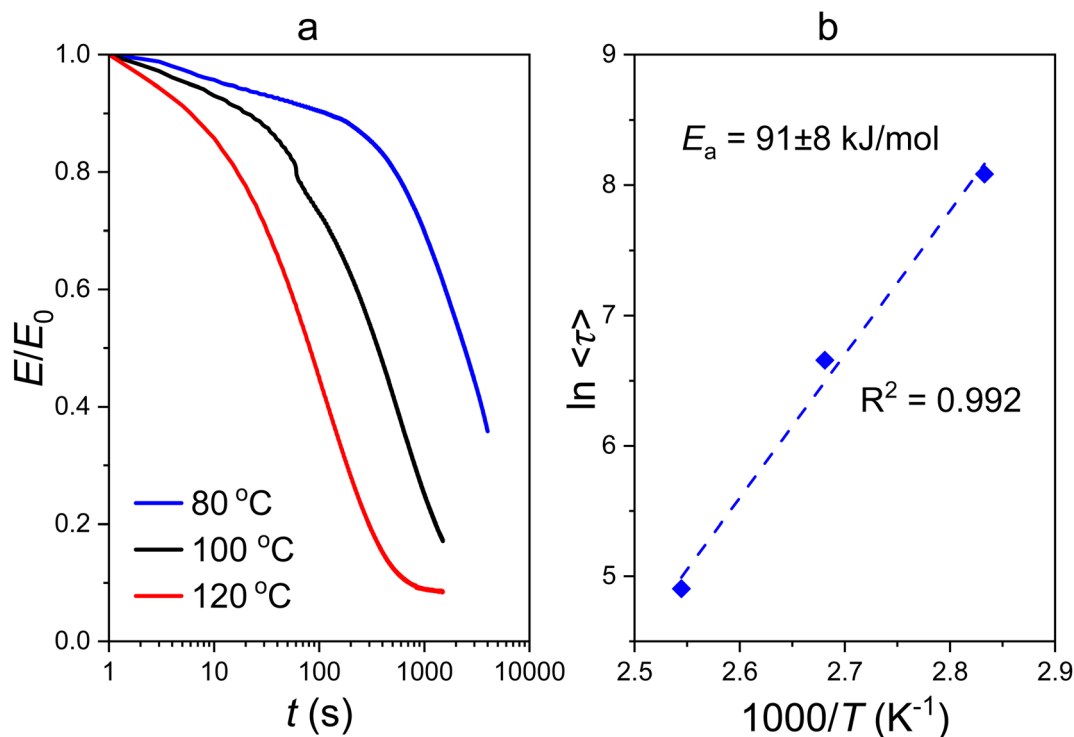 a
1.0
0.8
0.6
0.4
0.2
0.0
E/E₀
80 °C
100 °C
120 °C
1 10 100 1000 10000
t (s)
b
9
8
7
6
5
ln <τ>
Eₐ = 91±8 kJ/mol
R² = 0.992
2.5 2.6 2.7 2.8 2.9
1000/T (K⁻¹)